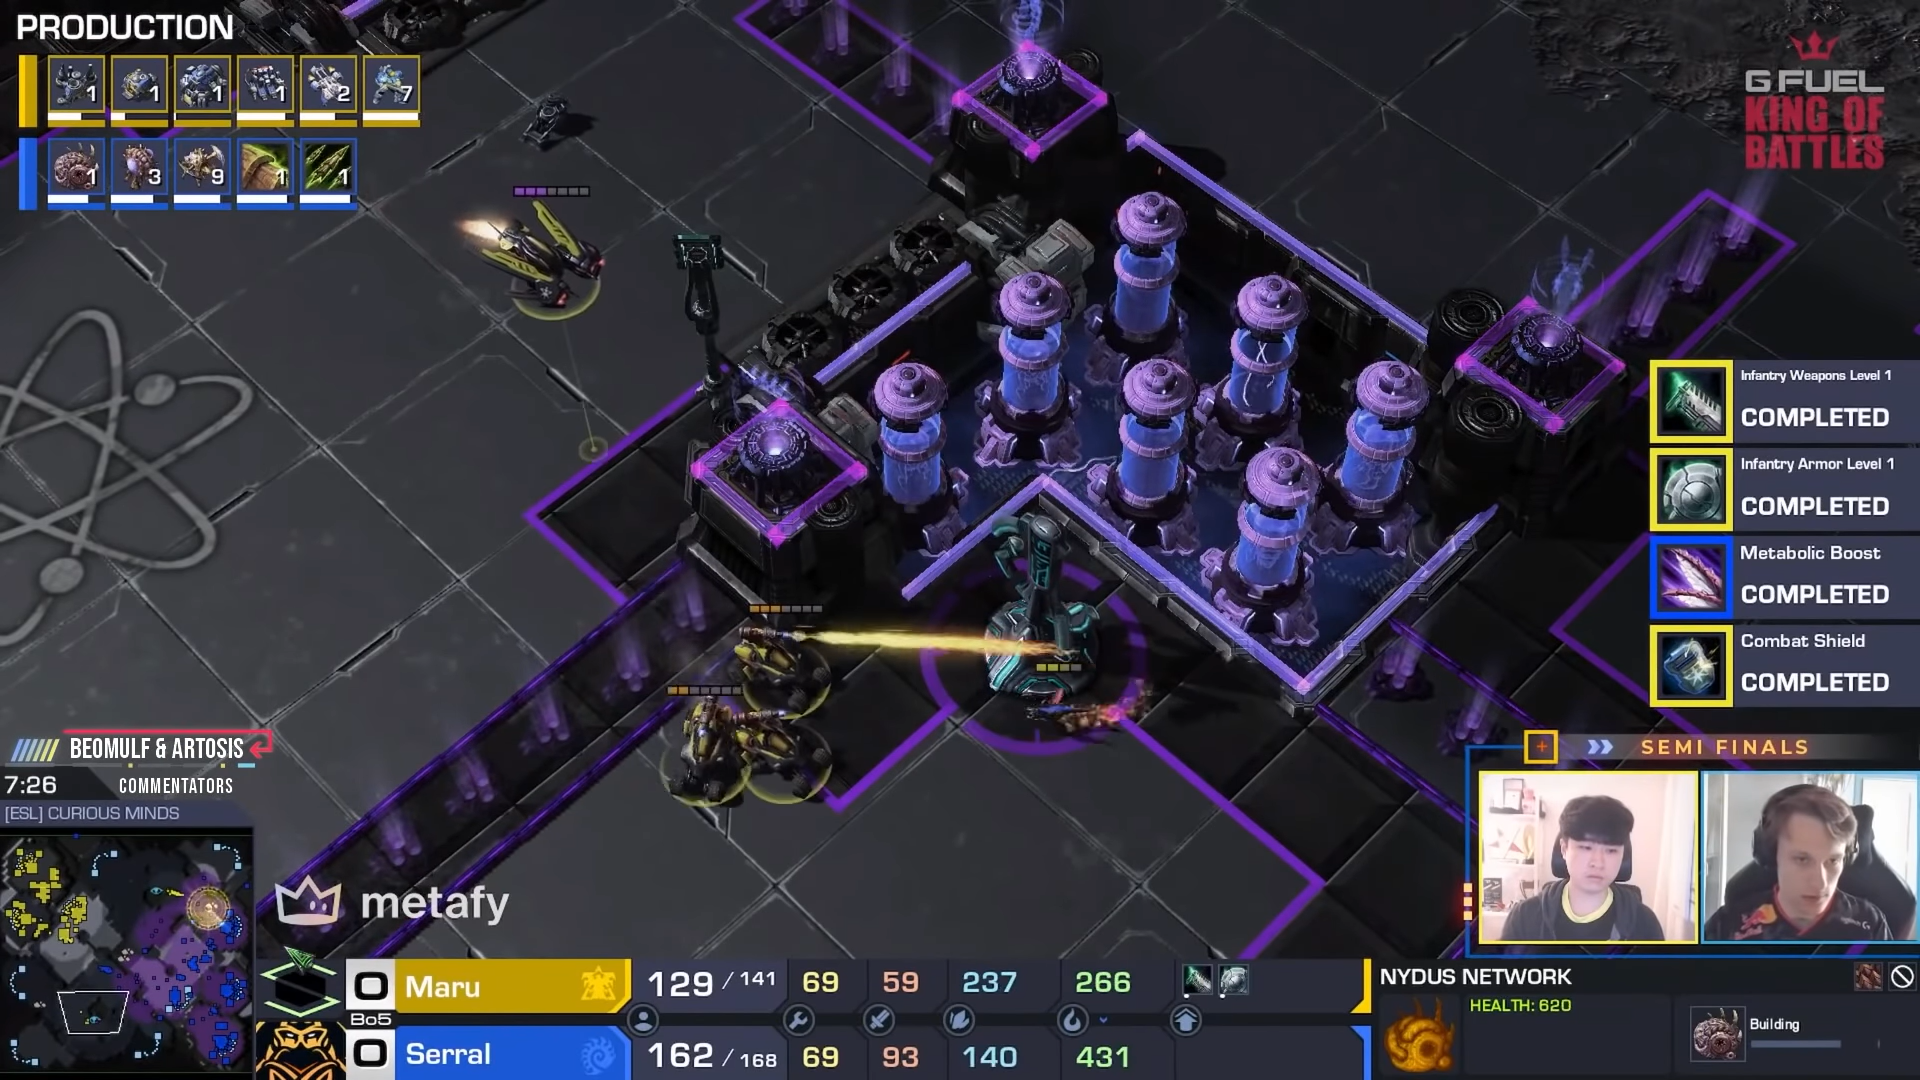 PRODUCTION
1 1 1 1 2 7
1 3 9 1 1
G FUEL
KING OF
BATTLES
Infantry Weapons Level 1
COMPLETED
Infantry Armor Level 1
COMPLETED
Metabolic Boost
COMPLETED
Combat Shield
COMPLETED
SEMI FINALS
BEOMULF & ARTOSIS
COMMENTATORS
7:26
[ESL] CURIOUS MINDS
metafy
0 Maru 129 / 141 69 59 237 266
Bo5
0 Serral 162 / 168 69 93 140 431
NYDUS NETWORK
HEALTH: 620
Building